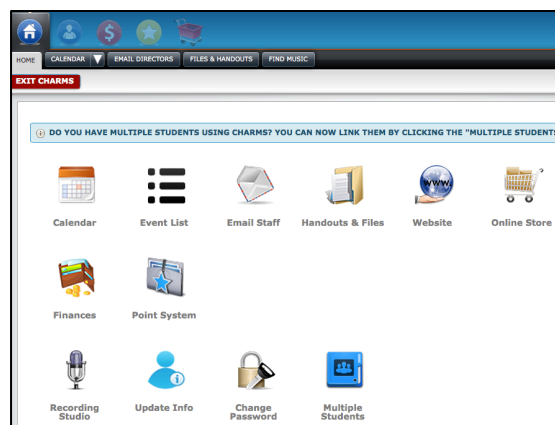 HOME
CALENDAR
EMAIL DIRECTORS
FILES & HANDOUTS
FIND MUSIC
EXIT CHARMS
DO YOU HAVE MULTIPLE STUDENTS USING CHARMS? YOU CAN NOW LINK THEM BY CLICKING THE "MULTIPLE STUDENT
Calendar
Event List
Email Staff
Handouts & Files
www.
Website
Online Store
Finances
Point System
Recording
Studio
Update Info
Change
Password
Multiple
Students